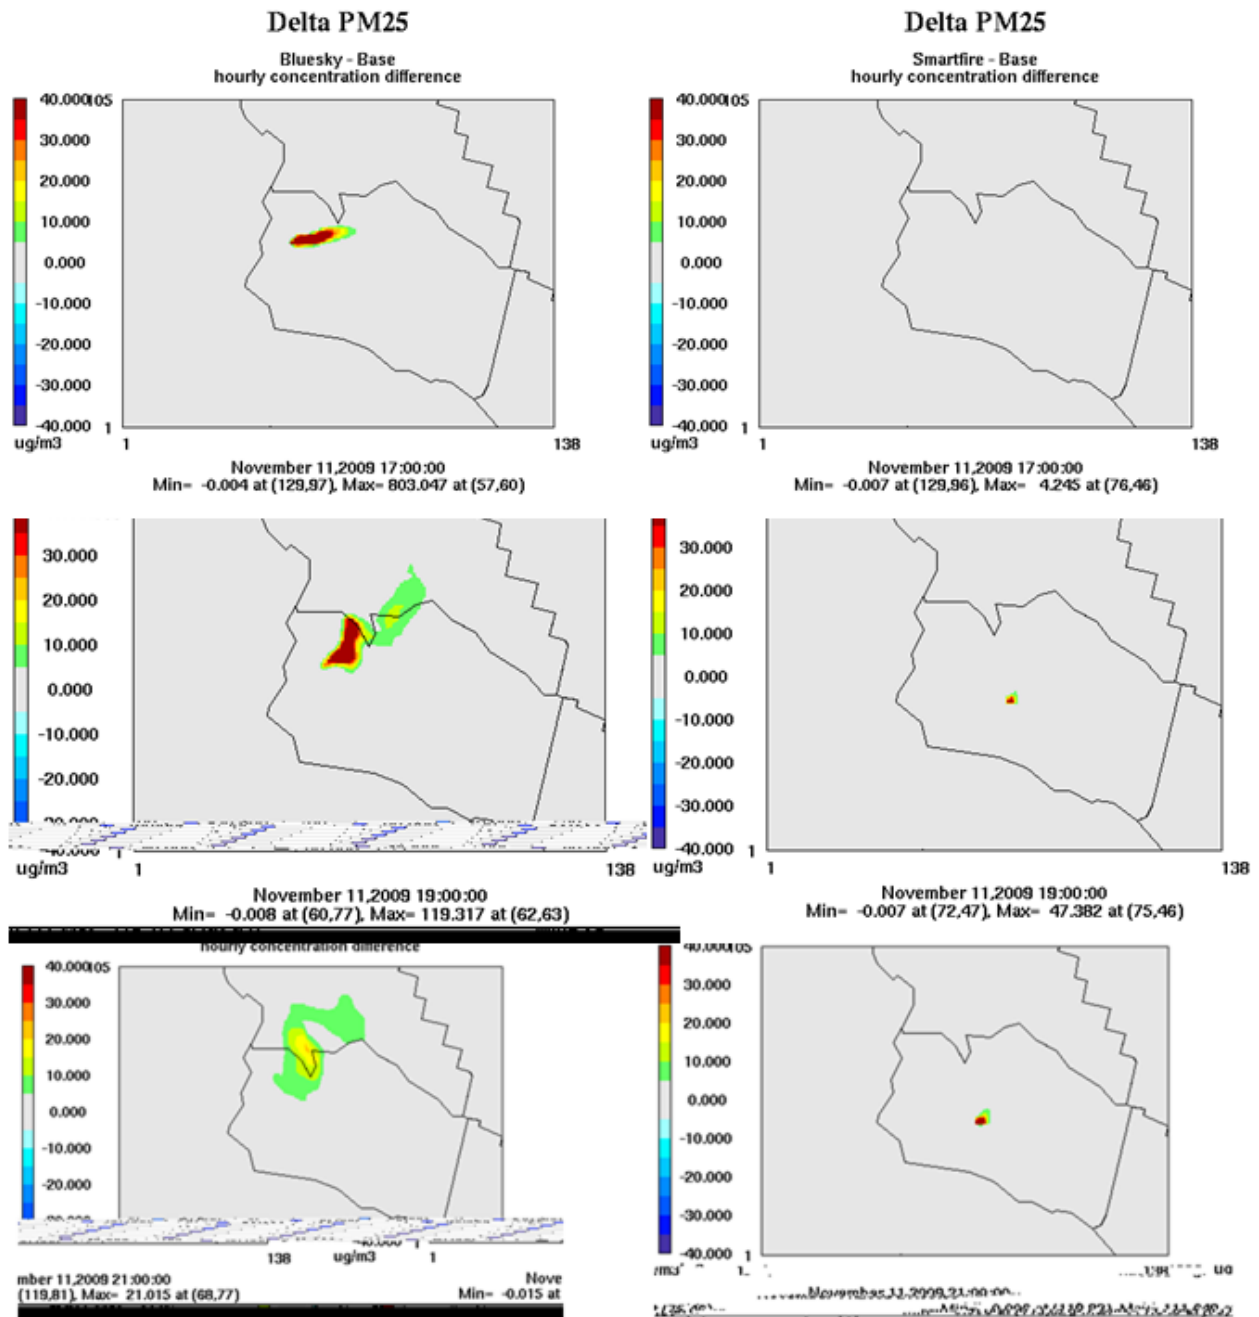 Delta PM25
Bluesky - Base
hourly concentration difference
40.000
30.000
20.000
10.000
0.000
-10.000
-20.000
-30.000
-40.000
ug/m3
105
1
1
138
November 11,2009 17:00:00
Min= -0.004 at (129,97), Max= 803.047 at (57,60)
Delta PM25
Smartfire - Base
hourly concentration difference
40.000
30.000
20.000
10.000
0.000
-10.000
-20.000
-30.000
-40.000
ug/m3
105
1
1
138
November 11,2009 17:00:00
Min= -0.007 at (129,96), Max= 4.245 at (76,46)
30.000
20.000
10.000
0.000
-10.000
-20.000
ug/m3
1
1
138
November 11,2009 19:00:00
Min= -0.008 at (60,77), Max= 119.317 at (62,63)
30.000
20.000
10.000
0.000
-10.000
-20.000
-30.000
-40.000
ug/m3
1
1
138
November 11,2009 19:00:00
Min= -0.007 at (72,47), Max= 47.382 at (75,46)
hourly concentration difference
40.000
30.000
20.000
10.000
0.000
-10.000
-20.000
105
138
ug/m3
1
mber 11,2009 21:00:00
(119,81), Max= 21.015 at (68,77)
Nove
Min= -0.015 at
40.000
30.000
20.000
10.000
0.000
-10.000
-20.000
-30.000
-40.000
105
1
November 11,2009 21:00:00